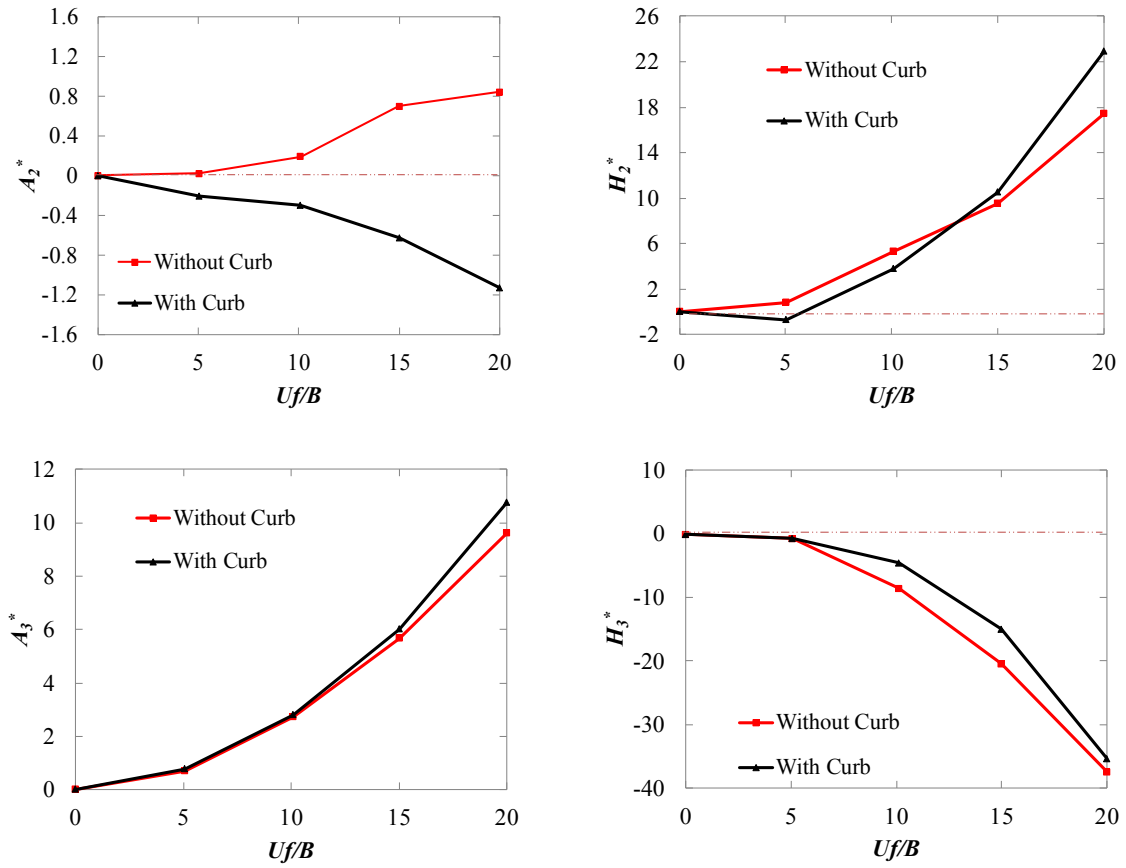 1.6
1.2
0.8
0.4
0
-0.4
-0.8
-1.2
-1.6
A2*
Without Curb
With Curb
0 5 10 15 20
Uf/B
26
22
18
14
10
6
2
-2
H2*
Without Curb
With Curb
0 5 10 15 20
Uf/B
12
10
8
6
4
2
0
A3*
Without Curb
With Curb
0 5 10 15 20
Uf/B
10
0
-10
-20
-30
-40
H3*
Without Curb
With Curb
0 5 10 15 20
Uf/B